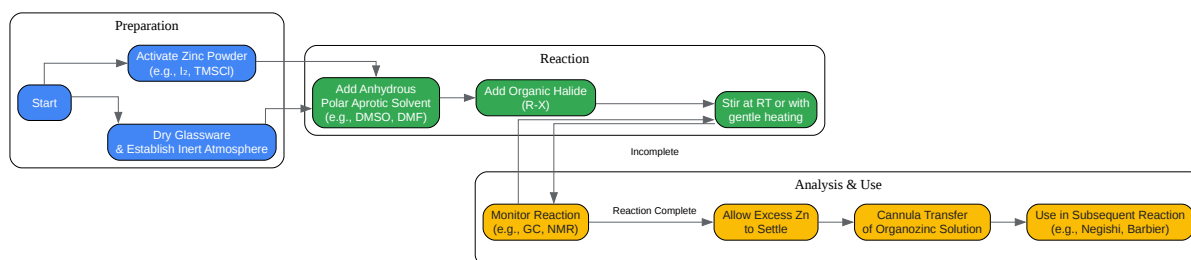 Preparation
Start
Activate Zinc Powder
(e.g., I₂, TMSCl)
Dry Glassware
& Establish Inert Atmosphere
Reaction
Add Anhydrous
Polar Aprotic Solvent
(e.g., DMSO, DMF)
Add Organic Halide
(R-X)
Stir at RT or with
gentle heating
Incomplete
Analysis & Use
Monitor Reaction
(e.g., GC, NMR)
Reaction Complete
Allow Excess Zn
to Settle
Cannula Transfer
of Organozinc Solution
Use in Subsequent Reaction
(e.g., Negishi, Barbier)